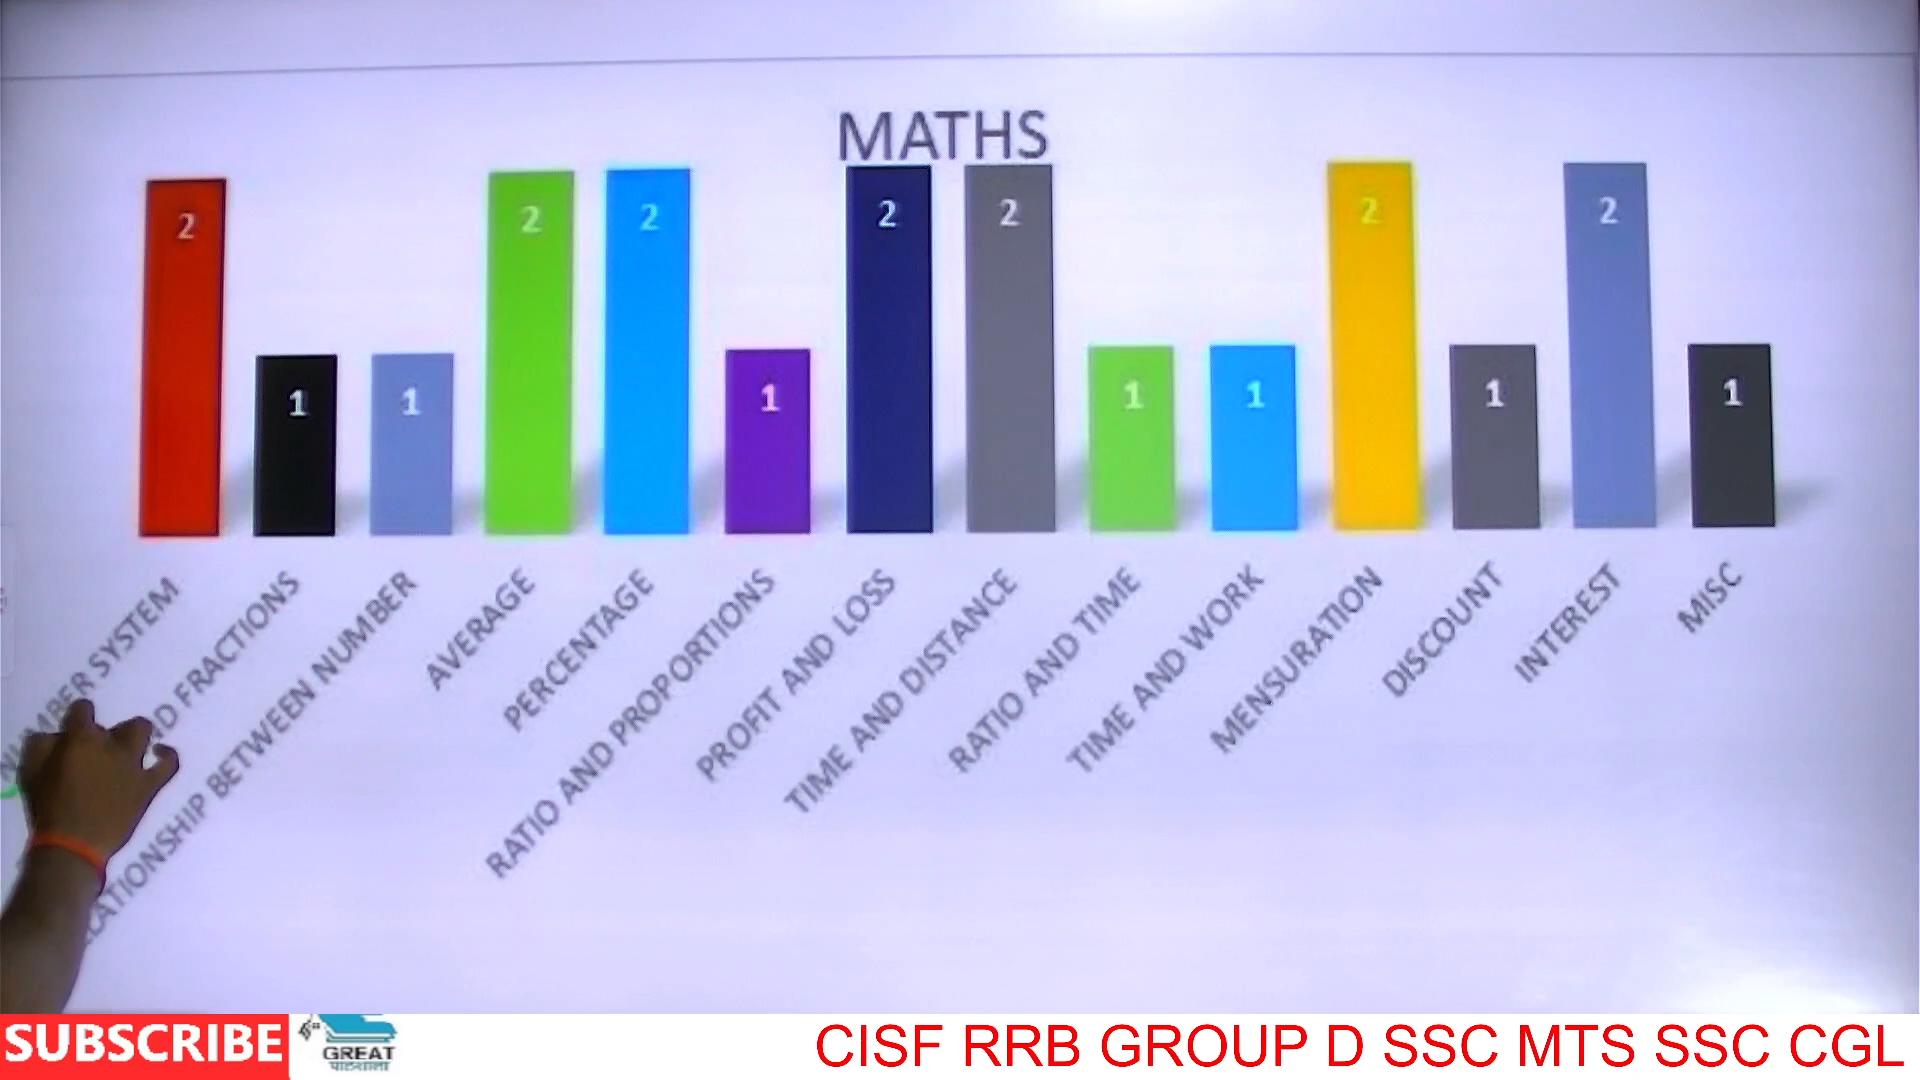 MATHS
2
1
1
2
2
1
2
2
1
1
2
1
2
1
NUMBER SYSTEM
FRACTIONS
BETWEEN NUMBER
AVERAGE
PERCENTAGE
RATIO AND PROPORTIONS
PROFIT AND LOSS
TIME AND DISTANCE
RATIO AND TIME
TIME AND WORK
MENSURATION
DISCOUNT
INTEREST
MISC
SUBSCRIBE
GREAT
पाठशाला
CISF RRB GROUP D SSC MTS SSC CGL